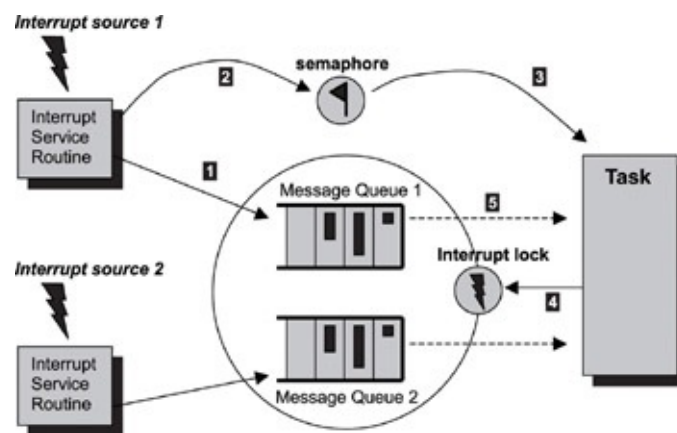 Interrupt source 1
Interrupt
Service
Routine
2
semaphore
3
1
Message Queue 1
5
Task
Interrupt lock
4
Interrupt source 2
Interrupt
Service
Routine
Message Queue 2